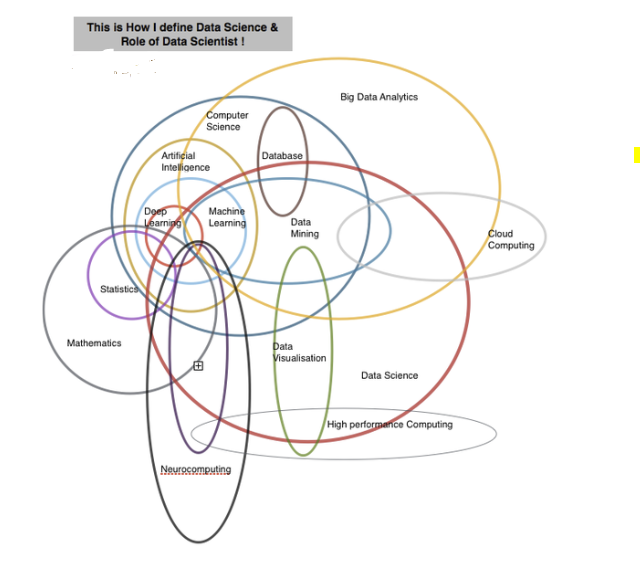 This is How I define Data Science &
Role of Data Scientist !
Big Data Analytics
Computer
Science
Artificial
Intelligence
Database
Deep
Learning
Machine
Learning
Data
Mining
Cloud
Computing
Statistics
Mathematics
Data
Visualisation
Data Science
High performance Computing
Neurocomputing